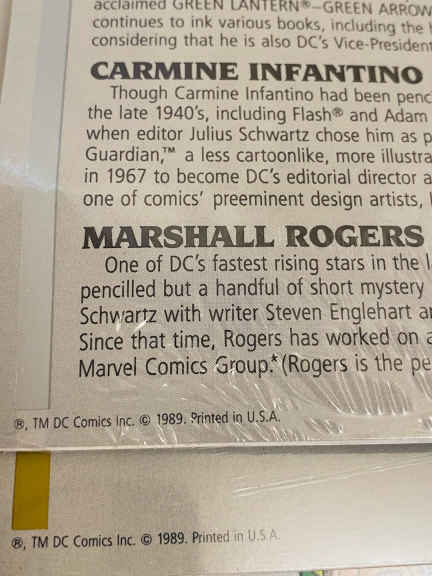 acclaimed GREEN LANTERN®–GREEN ARROW
continues to ink various books, including the
considering that he is also DC's Vice-President
CARMINE INFANTINO
Though Carmine Infantino had been penc
the late 1940's, including Flash® and Adam
when editor Julius Schwartz chose him as p
Guardian,™ a less cartoonlike, more illustra
in 1967 to become DC's editorial director a
one of comics' preeminent design artists,
MARSHALL ROGERS
One of DC's fastest rising stars in the l
pencilled but a handful of short mystery
Schwartz with writer Steven Englehart a
Since that time, Rogers has worked on a
Marvel Comics Group.* (Rogers is the pe
®, TM DC Comics Inc. © 1989. Printed in U.S.A.
®, TM DC Comics Inc. © 1989. Printed in U.S.A.